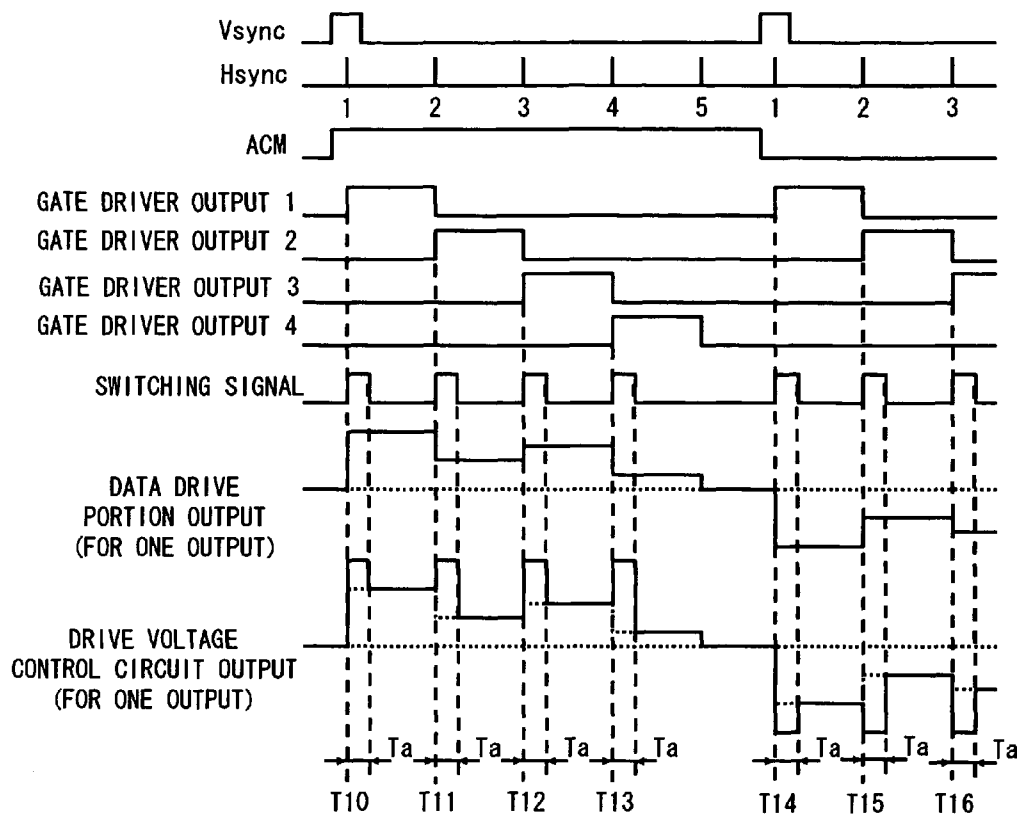 Vsync
Hsync
1 2 3 4 5 1 2 3
ACM
GATE DRIVER OUTPUT 1
GATE DRIVER OUTPUT 2
GATE DRIVER OUTPUT 3
GATE DRIVER OUTPUT 4
SWITCHING SIGNAL
DATA DRIVE
PORTION OUTPUT
(FOR ONE OUTPUT)
DRIVE VOLTAGE
CONTROL CIRCUIT OUTPUT
(FOR ONE OUTPUT)
Ta Ta Ta Ta Ta Ta Ta
T10 T11 T12 T13 T14 T15 T16